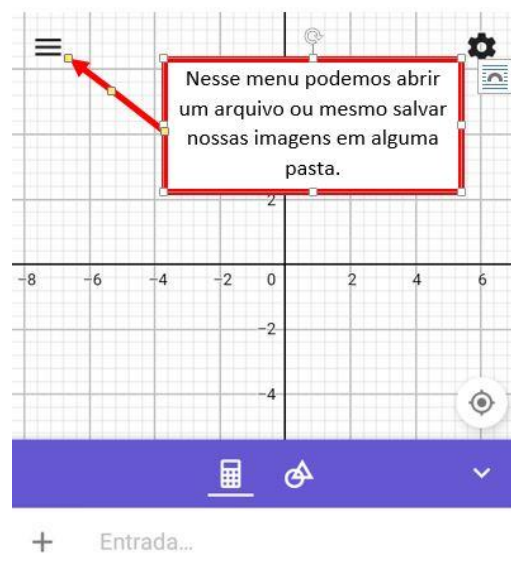 Nesse menu podemos abrir
um arquivo ou mesmo salvar
nossas imagens em alguma
pasta.
2
−8 −6 −4 −2 0 2 4 6
−2
−4
Entrada...